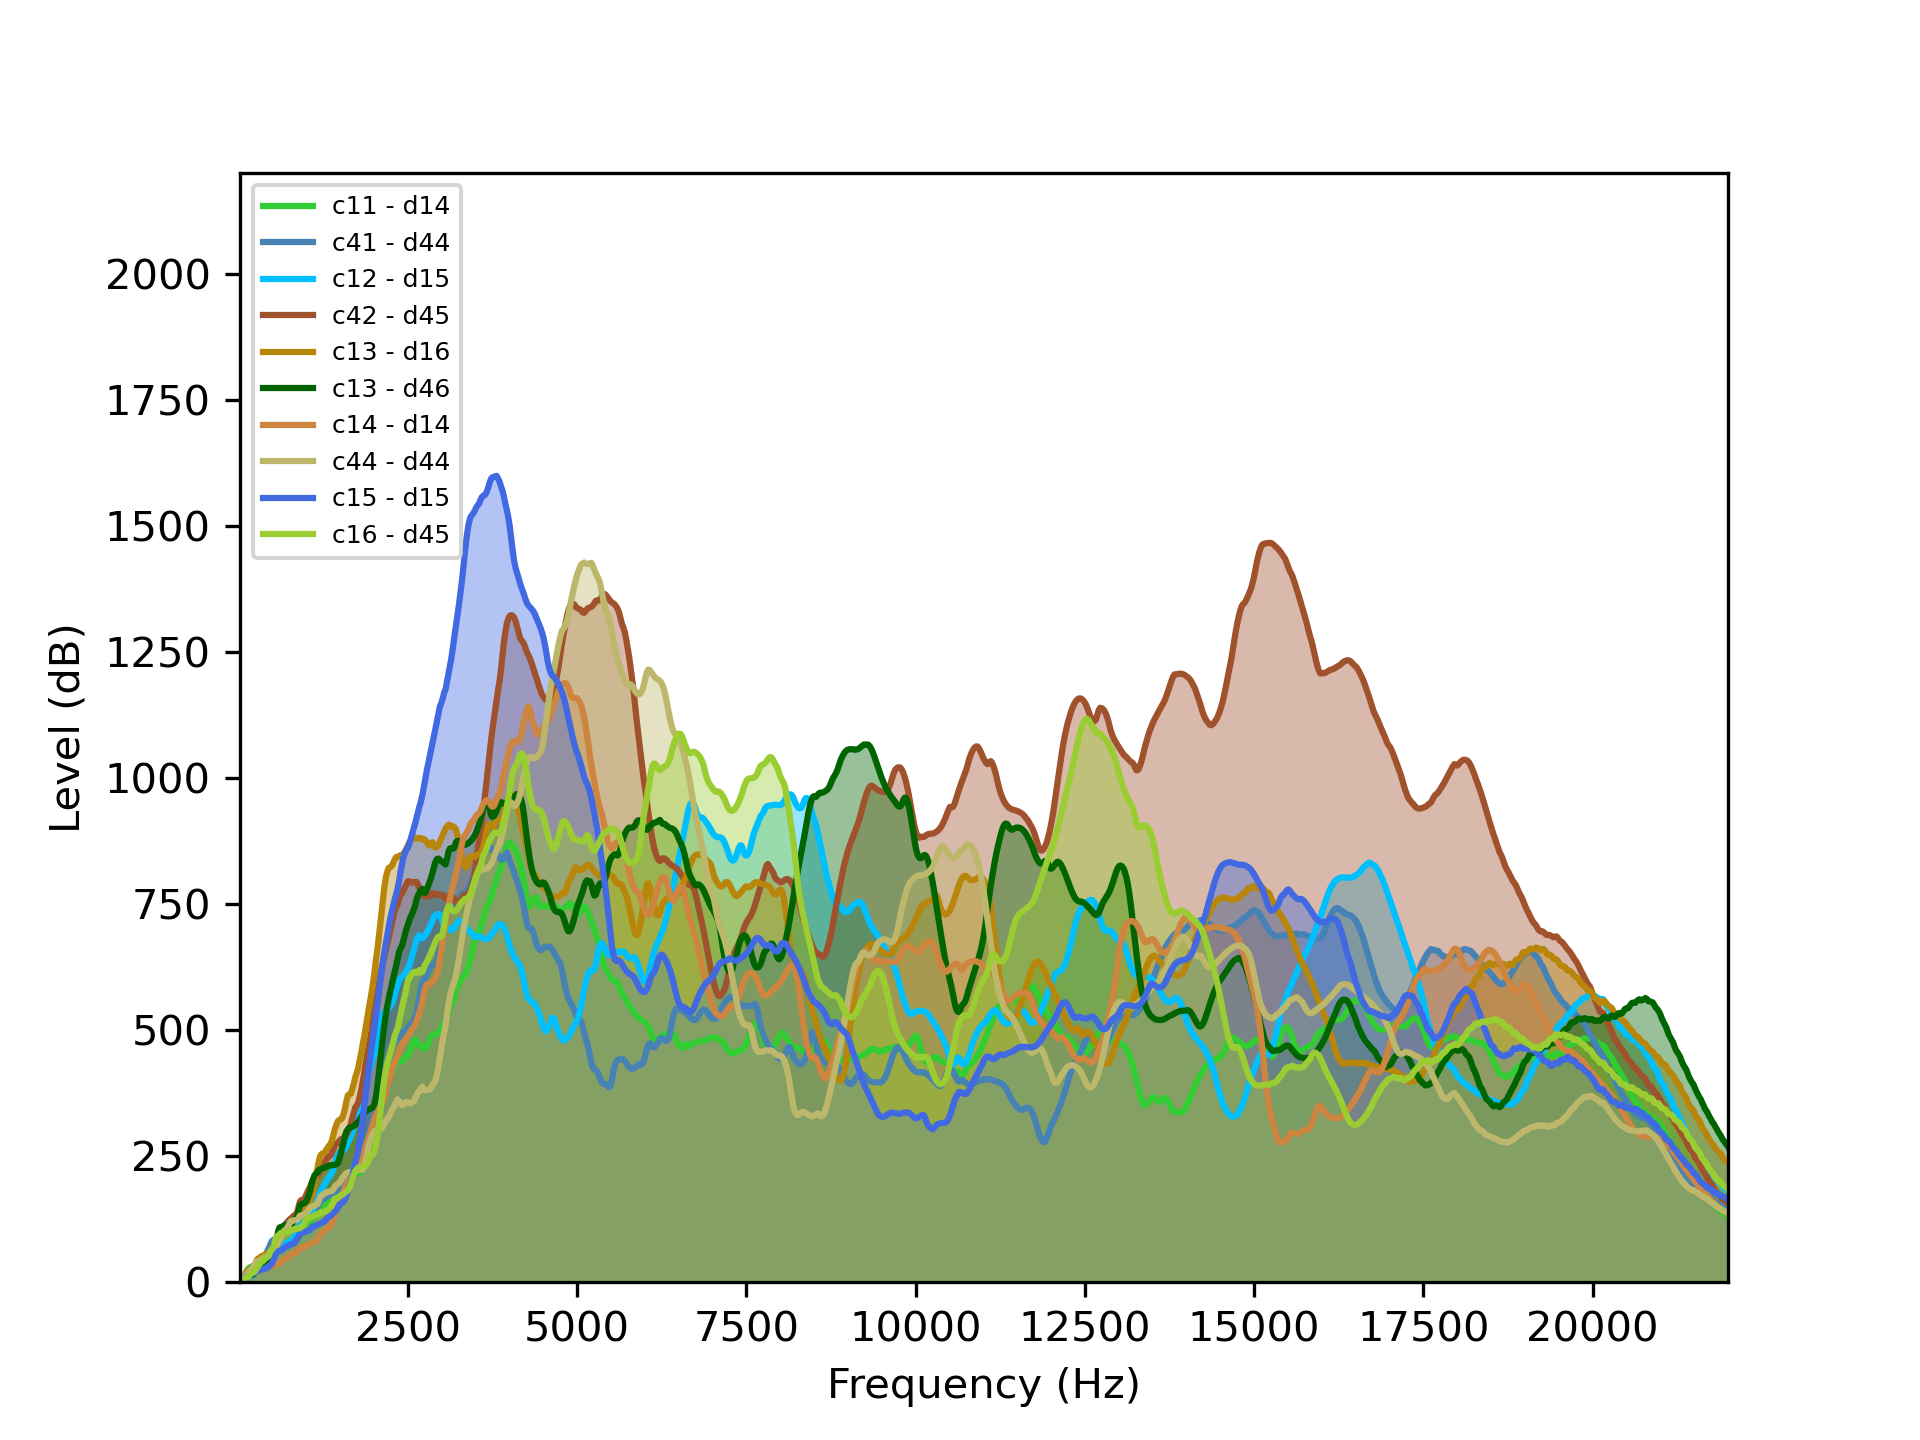 c11 - d14
c41 - d44
c12 - d15
c42 - d45
c13 - d16
c13 - d46
c14 - d14
c44 - d44
c15 - d15
c16 - d45
2000
1750
1500
1250
1000
750
500
250
0
Level (dB)
2500 5000 7500 10000 12500 15000 17500 20000
Frequency (Hz)